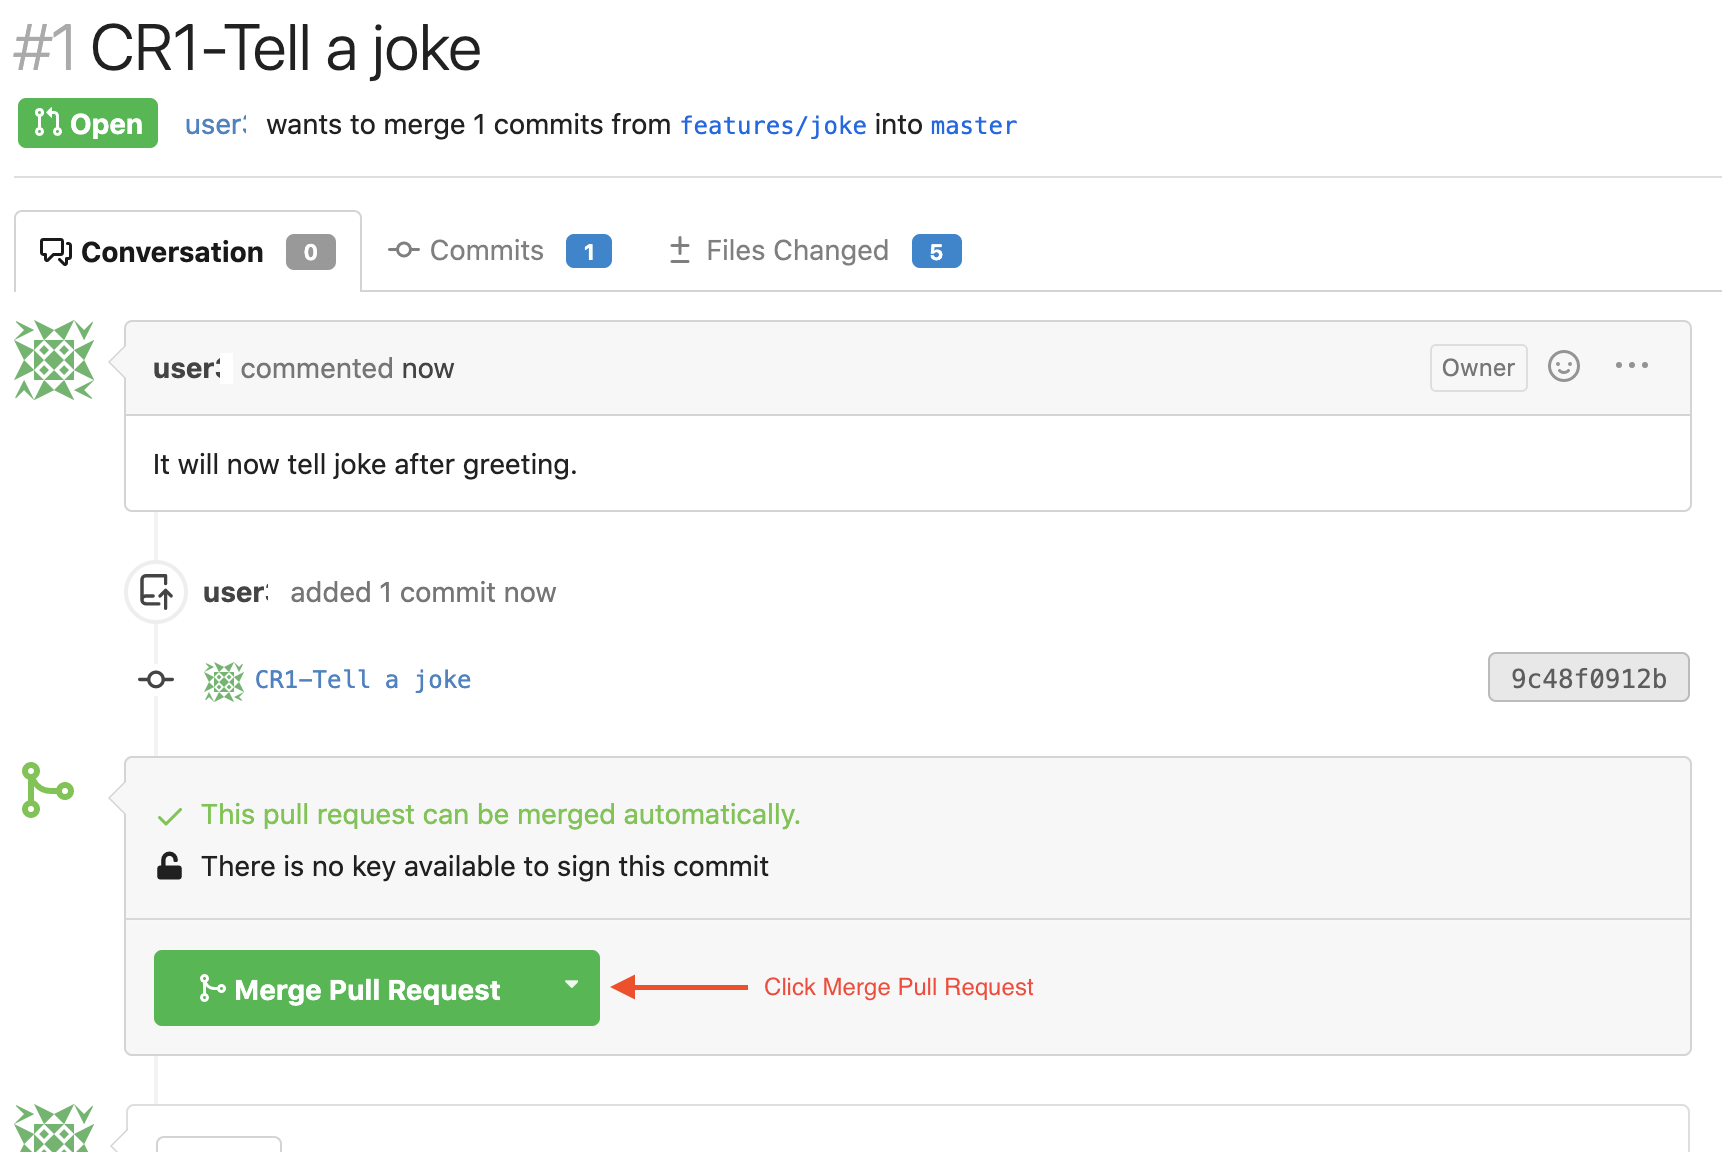 #1 CR1-Tell a joke
Open user wants to merge 1 commits from features/joke into master
Conversation 0 Commits 1 Files Changed 5
user commented now Owner
It will now tell joke after greeting.
user added 1 commit now
CR1-Tell a joke 9c48f0912b
This pull request can be merged automatically.
There is no key available to sign this commit
Merge Pull Request Click Merge Pull Request